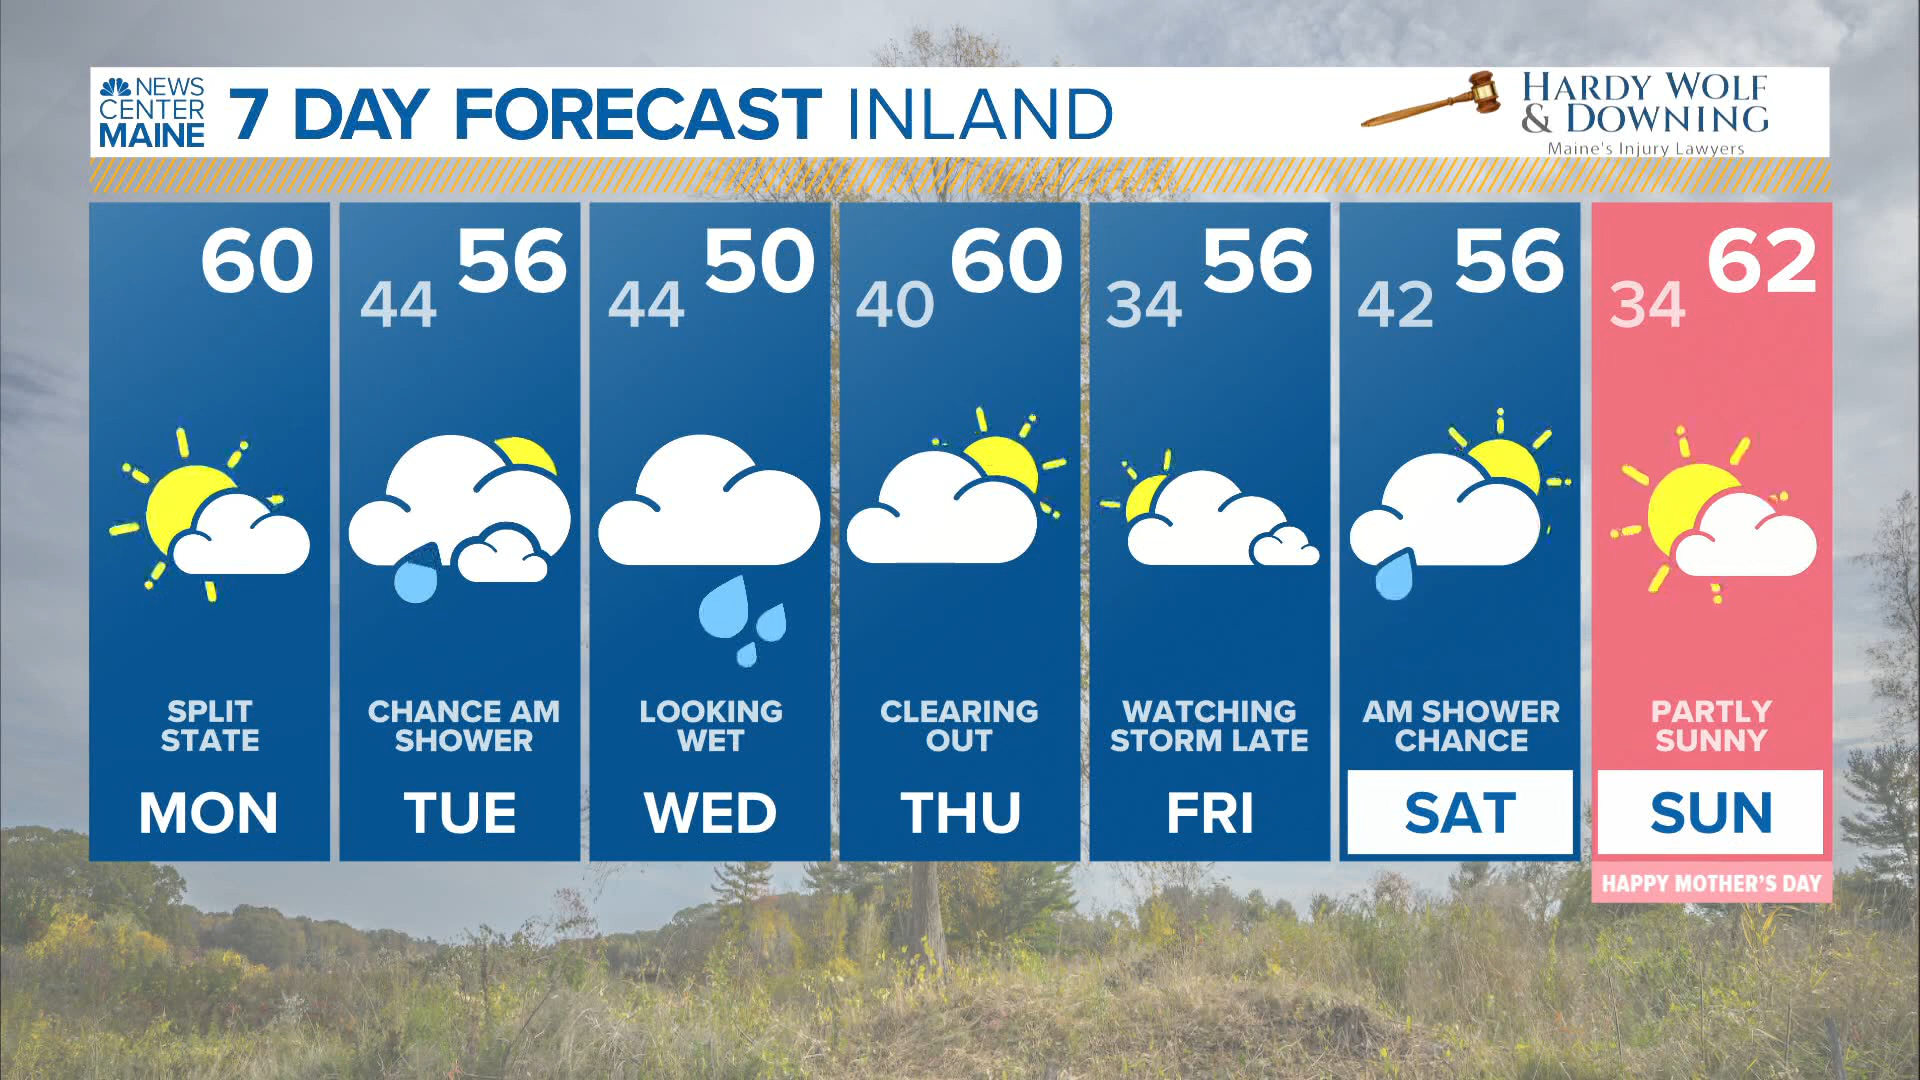 NEWS
CENTER
MAINE
7 DAY FORECAST INLAND
HARDY WOLF
& DOWNING
Maine's Injury Lawyers
60
44 56
44 50
40 60
34 56
42 56
34 62
SPLIT
STATE
MON
CHANCE AM
SHOWER
TUE
LOOKING
WET
WED
CLEARING
OUT
THU
WATCHING
STORM LATE
FRI
AM SHOWER
CHANCE
SAT
PARTLY
SUNNY
SUN
HAPPY MOTHER'S DAY